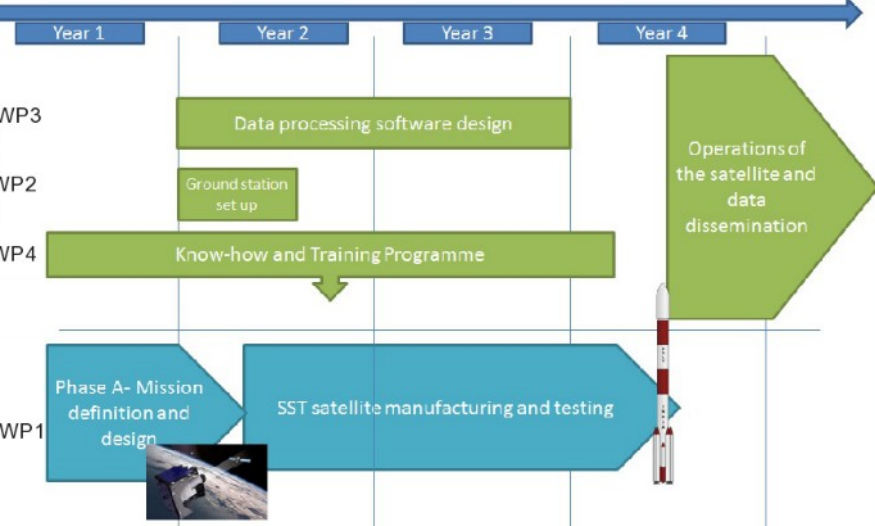 Year 1
Year 2
Year 3
Year 4
WP3
Data processing software design
Operations of
the satellite and
data
dissemination
WP2
Ground station
set up
WP4
Know-how and Training Programme
Phase A- Mission
definition and
design
SST satellite manufacturing and testing
WP1